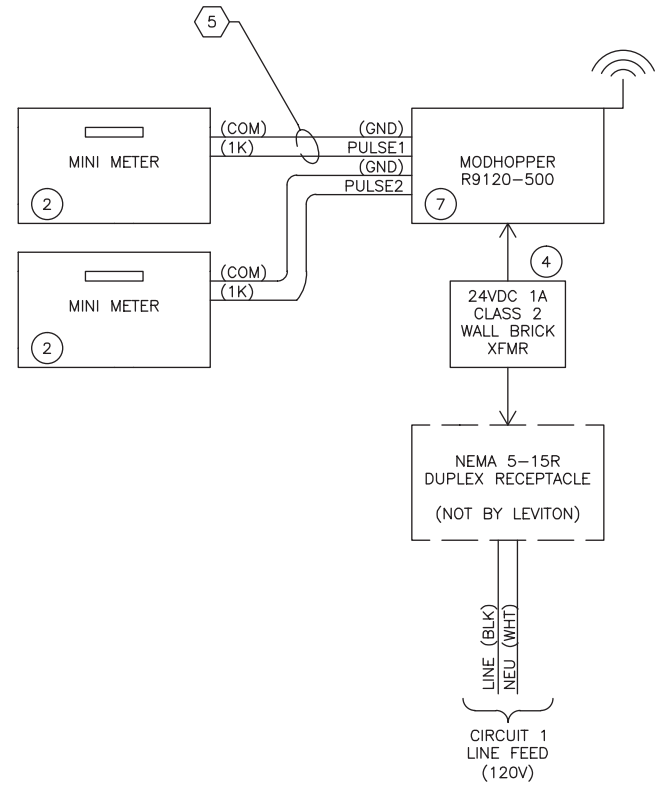 5
(COM)
(1K)
(GND)
PULSE1
(GND)
PULSE2
MINI METER
2
MODHOPPER
R9120-500
7
(COM)
(1K)
MINI METER
2
4
24VDC 1A
CLASS 2
WALL BRICK
XFMR
NEMA 5-15R
DUPLEX RECEPTACLE
(NOT BY LEVITON)
LINE (BLK)
NEU (WHT)
CIRCUIT 1
LINE FEED
(120V)